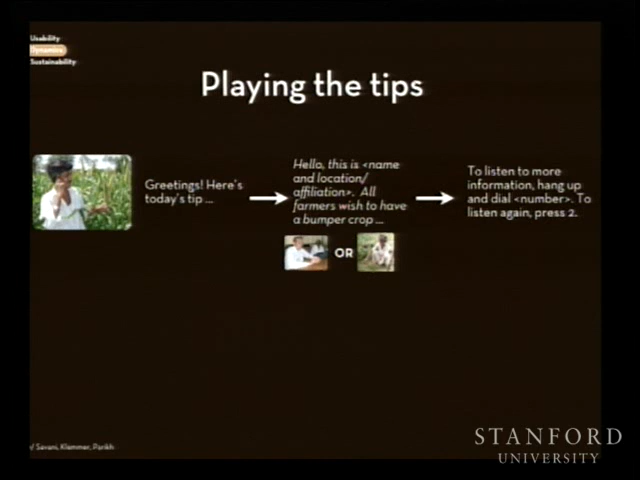 Usability
Dynamics
Sustainability
Playing the tips
Greetings! Here's
today's tip ...
Hello, this is <name
and location/
affiliation>. All
farmers wish to have
a bumper crop ...
OR
To listen to more
information, hang up
and dial <number>. To
listen again, press 2.
w/ Savani, Klemmer, Parikh
STANFORD
UNIVERSITY